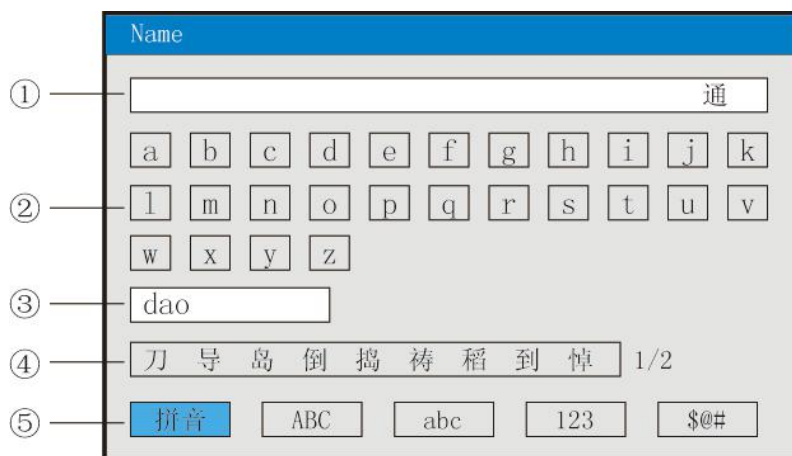 Name
① 通
a b c d e f g h i j k
② l m n o p q r s t u v
w x y z
③ dao
④ 刀 导 岛 倒 捣 祷 稻 到 悼 1/2
⑤ 拼音 ABC abc 123 $@#